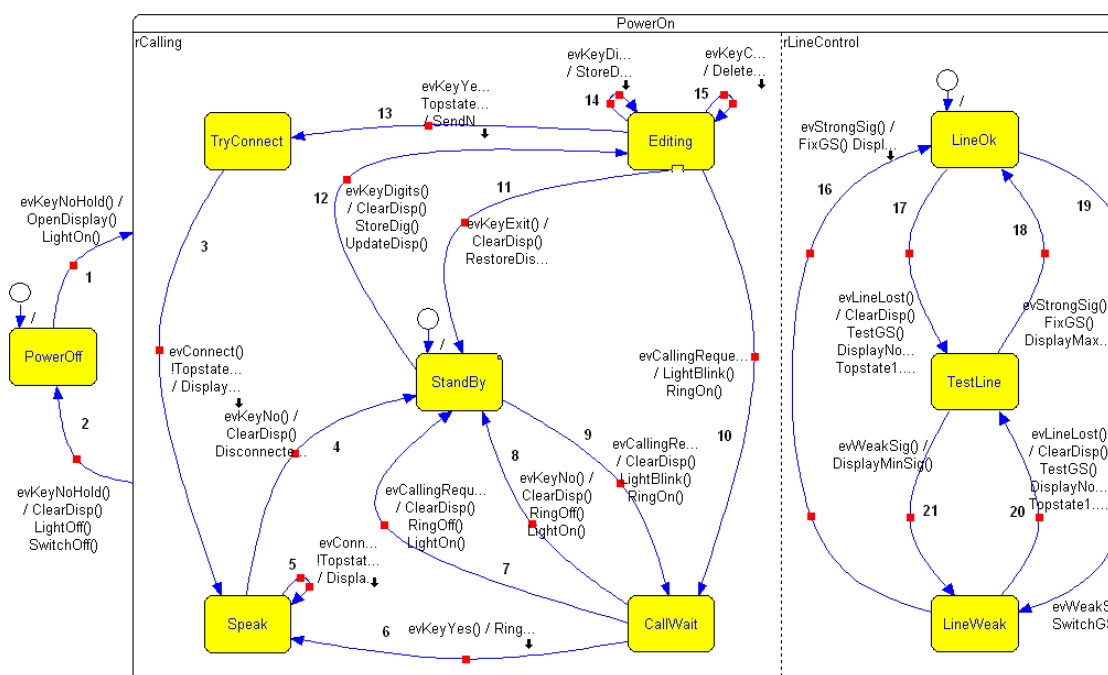 PowerOn
rCalling
rLineControl
evKeyDi...
/ StoreD...
14
evKeyC...
/ Delete...
15
evKeyYe...
Topstate...
/ SendN
13
TryConnect
Editing
evStrongSig() /
FixGS() Displ...
/
LineOk
evKeyNoHold() /
OpenDisplay()
LightOn()
1
3
12
evKeyDigits()
/ ClearDisp()
StoreDig()
UpdateDisp()
11
evKeyExit() /
ClearDisp()
RestoreDis...
16
17
18
19
/
PowerOff
/
StandBy
evConnect()
!Topstate...
/ Display...
evCallingReque...
/ LightBlink()
RingOn()
evLineLost()
/ ClearDisp()
TestGS()
DisplayNo...
Topstate1....
evStrongSig()
FixGS()
DisplayMax...
TestLine
2
evKeyNo() /
ClearDisp()
Disconnecte...
4
8
9
10
evCallingRe...
/ ClearDisp()
LightBlink()
RingOn()
evWeakSig() /
DisplayMinSig()
evLineLost()
/ ClearDisp()
TestGS()
DisplayNo...
Topstate1....
evKeyNoHold()
/ ClearDisp()
LightOff()
SwitchOff()
evCallingRequ...
/ ClearDisp()
RingOff()
LightOn()
evKeyNo() /
ClearDisp()
RingOff()
LightOn()
21
20
5
evConn...
!Topstat...
/ Displa...
7
Speak
6
evKeyYes() / Ring...
CallWait
LineWeak
evWeakS
SwitchGS